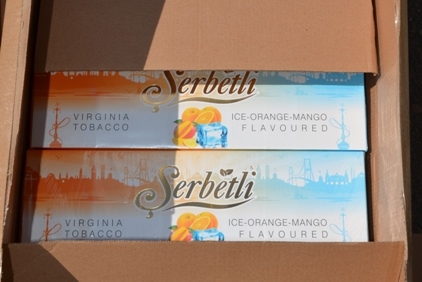 Şerbetli
VIRGINIA
TOBACCO
ICE-ORANGE-MANGO
FLAVOURED
Şerbetli
VIRGINIA
TOBACCO
ICE-ORANGE-MANGO
FLAVOURED